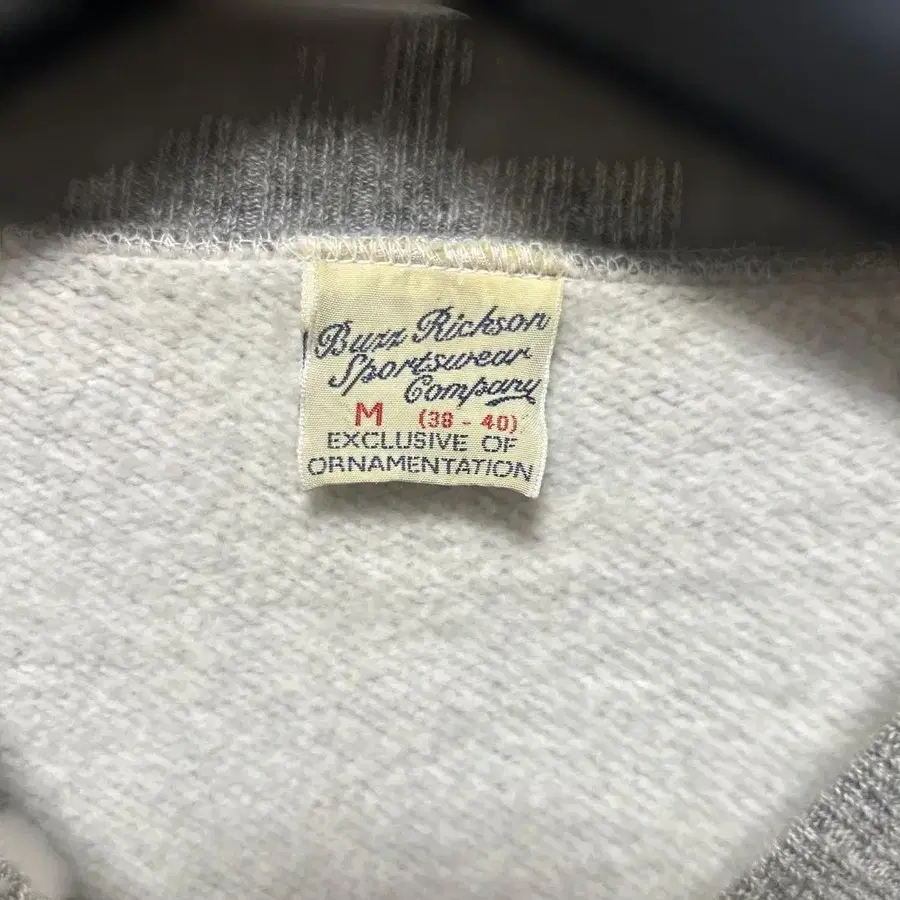 Buzz Rickson
Sportswear
Company
M (38 - 40)
EXCLUSIVE OF
ORNAMENTATION